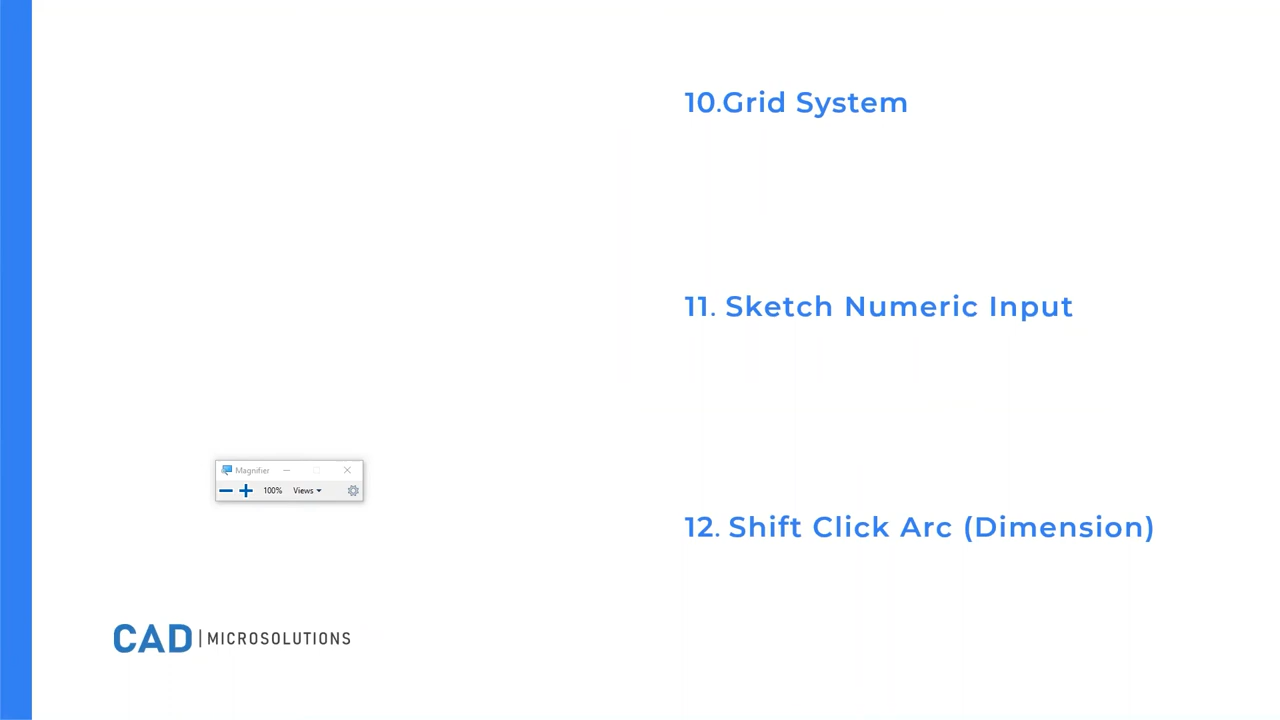 10.Grid System
11. Sketch Numeric Input
Magnifier
100% Views
12. Shift Click Arc (Dimension)
CAD | MICROSOLUTIONS